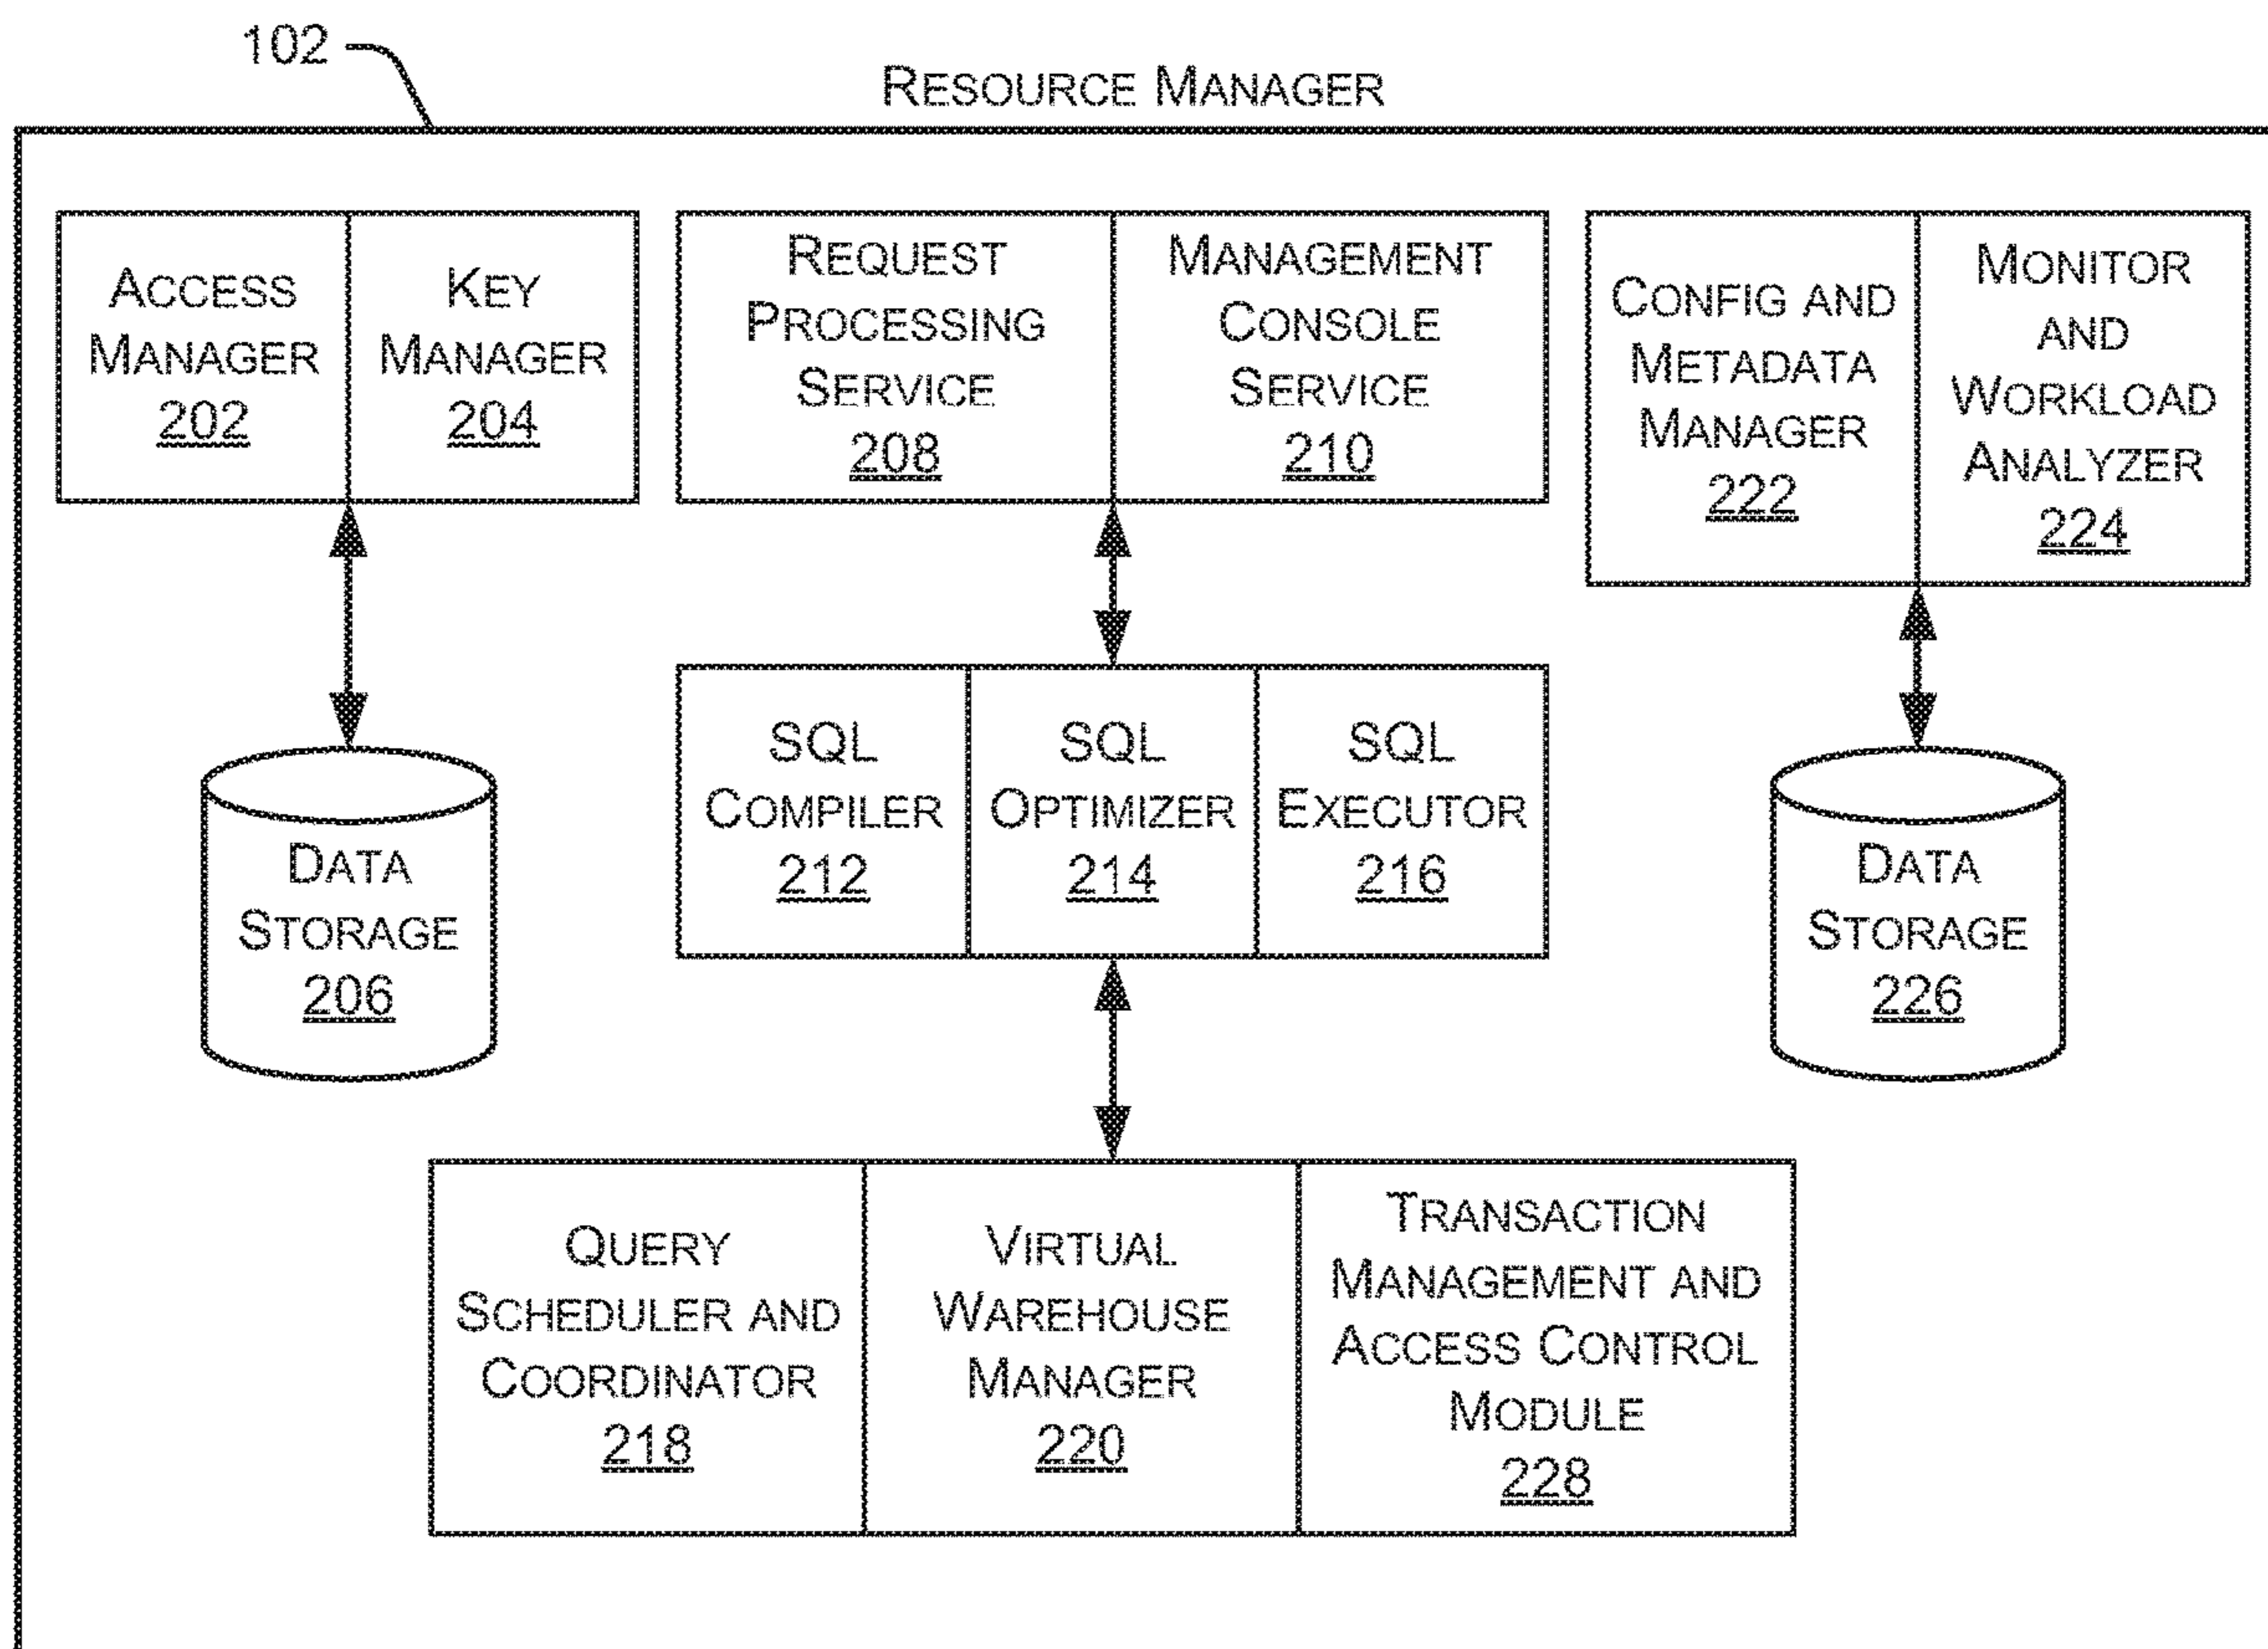 102
RESOURCE MANAGER
ACCESS
MANAGER
202
KEY
MANAGER
204
REQUEST
PROCESSING
SERVICE
208
MANAGEMENT
CONSOLE
SERVICE
210
CONFIG AND
METADATA
MANAGER
222
MONITOR
AND
WORKLOAD
ANALYZER
224
DATA
STORAGE
206
SQL
COMPILER
212
SQL
OPTIMIZER
214
SQL
EXECUTOR
216
DATA
STORAGE
226
QUERY
SCHEDULER AND
COORDINATOR
218
VIRTUAL
WAREHOUSE
MANAGER
220
TRANSACTION
MANAGEMENT AND
ACCESS CONTROL
MODULE
228